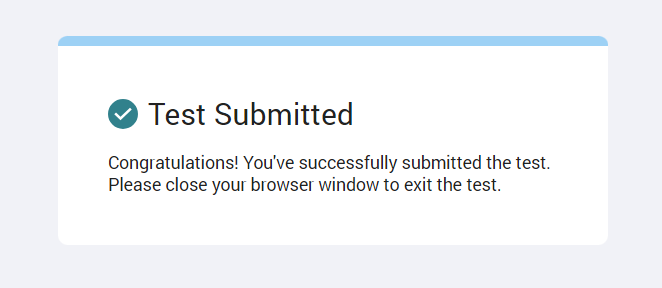 Test Submitted
Congratulations! You've successfully submitted the test.
Please close your browser window to exit the test.